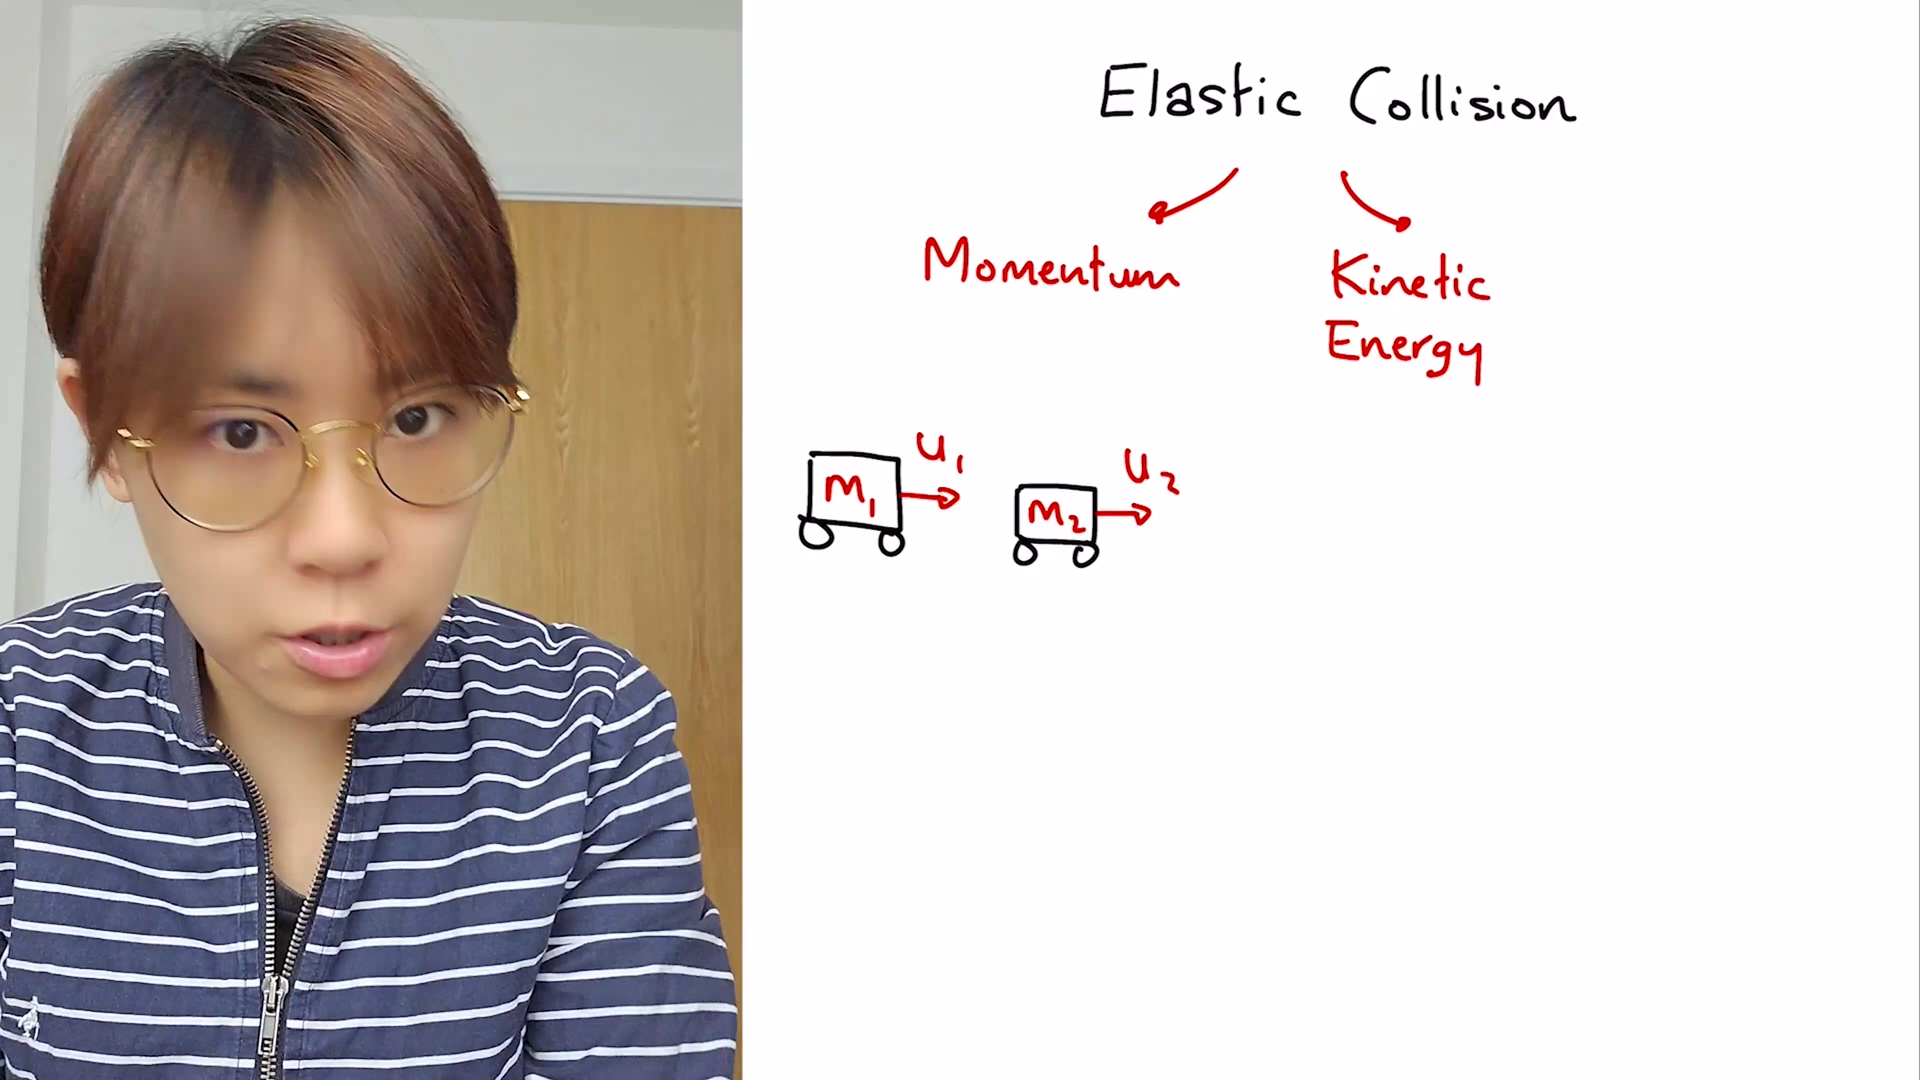 Elastic Collision
Momentum
Kinetic
Energy
u₁
m₁
u₂
m₂